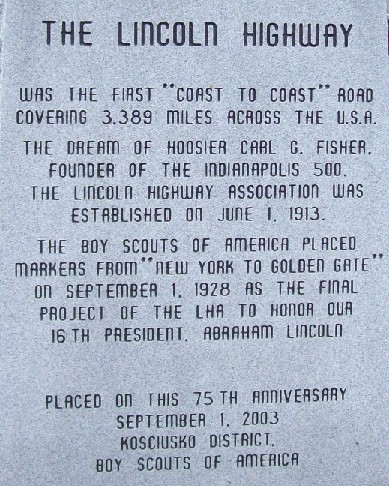 THE LINCOLN HIGHWAY
WAS THE FIRST "COAST TO COAST" ROAD
COVERING 3,389 MILES ACROSS THE U.S.A.
THE DREAM OF HOOSIER CARL G. FISHER,
FOUNDER OF THE INDIANAPOLIS 500.
THE LINCOLN HIGHWAY ASSOCIATION WAS
ESTABLISHED ON JUNE 1, 1913.
THE BOY SCOUTS OF AMERICA PLACED
MARKERS FROM "NEW YORK TO GOLDEN GATE"
ON SEPTEMBER 1, 1928 AS THE FINAL
PROJECT OF THE LHA TO HONOR OUR
16TH PRESIDENT, ABRAHAM LINCOLN
PLACED ON THIS 75TH ANNIVERSARY
SEPTEMBER 1, 2003
KOSCIUSKO DISTRICT,
BOY SCOUTS OF AMERICA